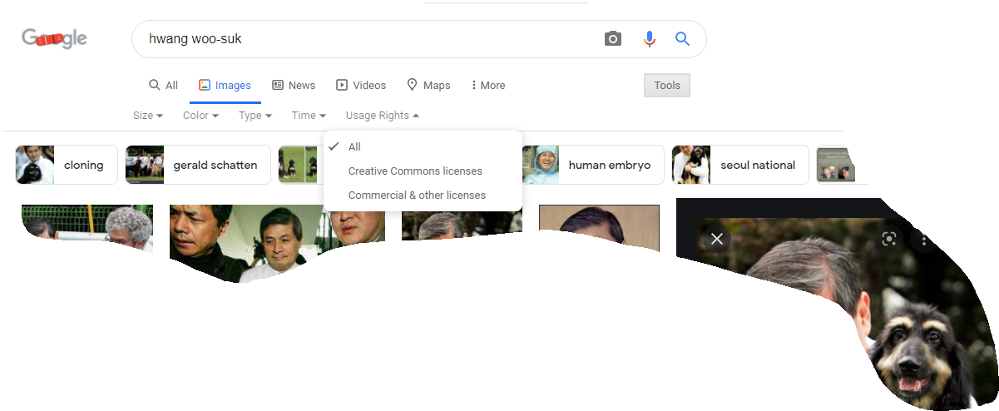 Google
hwang woo-suk
All Images News Videos Maps More Tools
Size Color Type Time Usage Rights
All
Creative Commons licenses
Commercial & other licenses
cloning gerald schatten human embryo seoul national